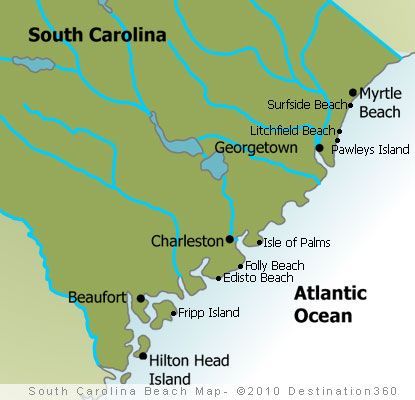 South Carolina
Myrtle
Beach
Surfside Beach
Litchfield Beach
Georgetown
Pawleys Island
Charleston
Isle of Palms
Folly Beach
Edisto Beach
Beaufort
Atlantic
Ocean
Fripp Island
Hilton Head
Island
South Carolina Beach Map- ©2010 Destination360